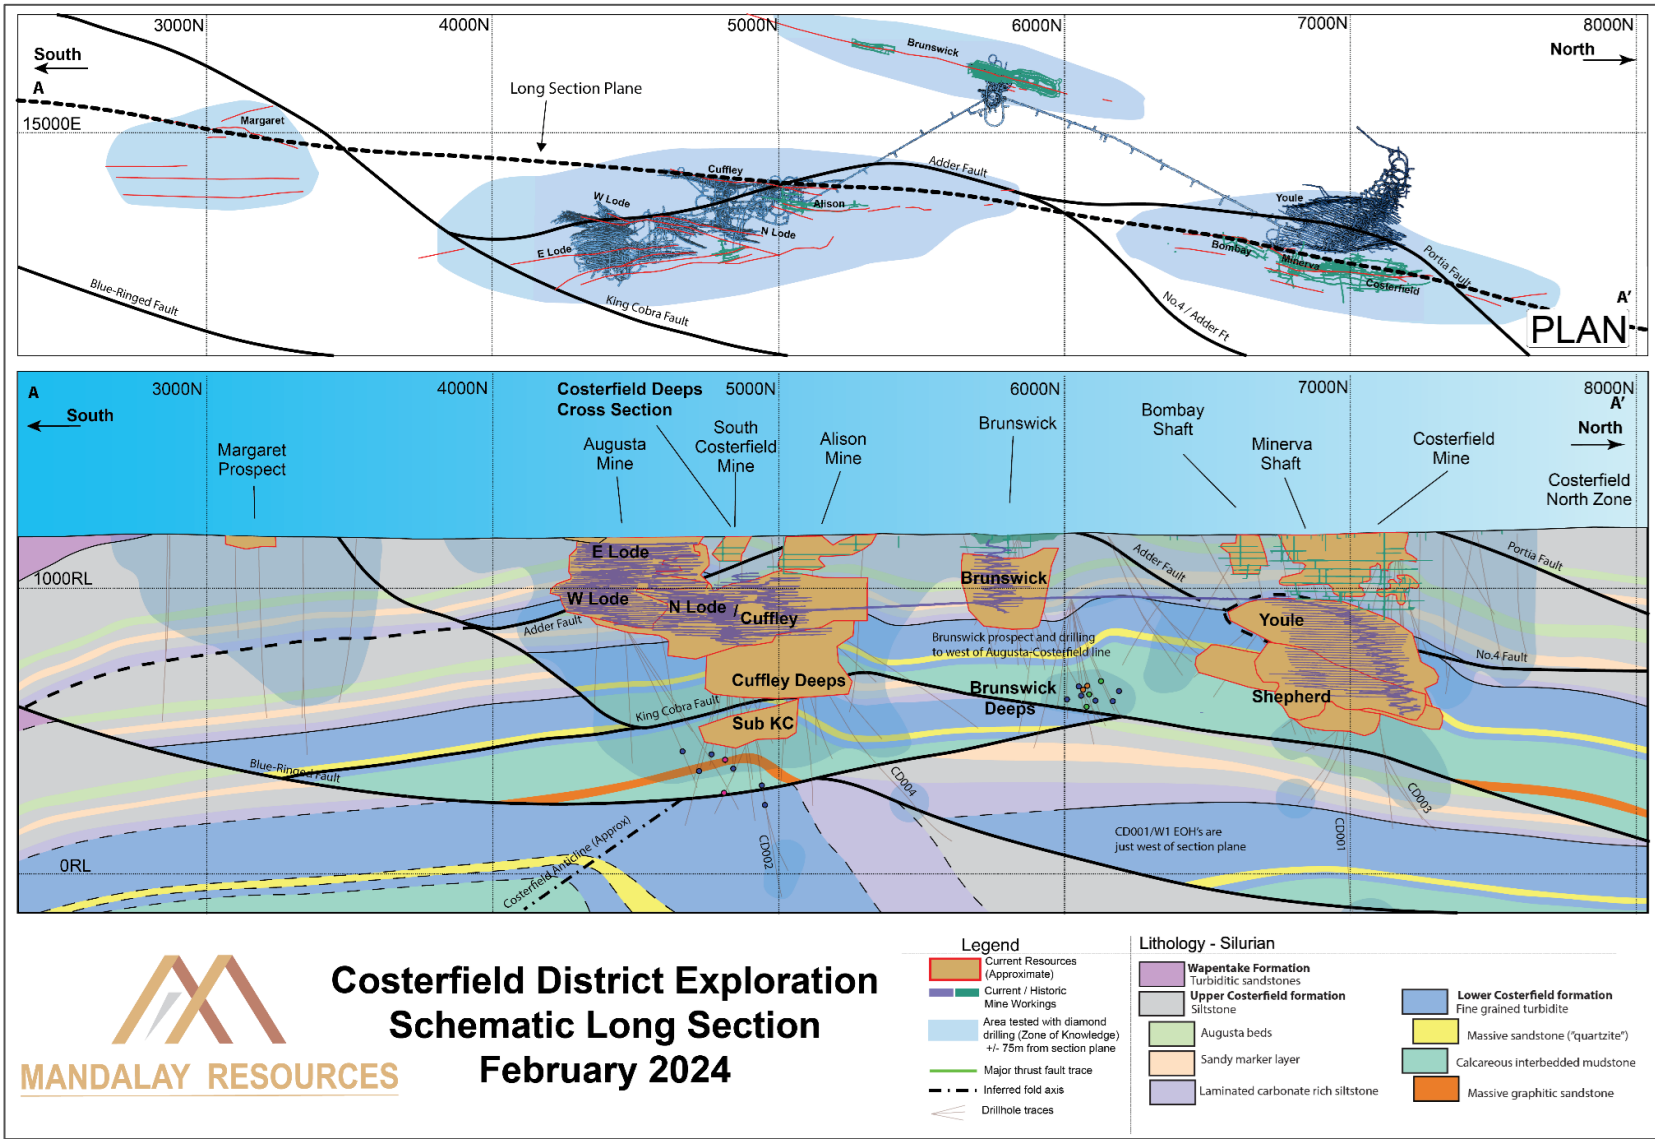 3000N
4000N
5000N
6000N
7000N
8000N
South
North
A
Long Section Plane
Brunswick
15000E
Margaret
Cuffley
Adder Fault
W Lode
Alison
Youle
N Lode
E Lode
Bombay
Minerva
Costerfield
Portia Fault
Blue-Ringed Fault
King Cobra Fault
No.4 / Adder Ft
A'
PLAN
A
3000N
4000N
Costerfield Deeps
Cross Section
5000N
6000N
7000N
8000N
A'
South
North
Margaret
Prospect
Augusta
Mine
South
Costerfield
Mine
Alison
Mine
Brunswick
Bombay
Shaft
Minerva
Shaft
Costerfield
Mine
Costerfield
North Zone
E Lode
Adder Fault
Portia Fault
1000RL
Brunswick
W Lode
N Lode /
Cuffley
Youle
Adder Fault
Brunswick prospect and drilling
to west of Augusta-Costerfield line
No.4 Fault
Cuffley Deeps
Brunswick
Deeps
Shepherd
King Cobra Fault
Sub KC
Blue-Ringed Fault
CD004
CD003
CD001
CD001/W1 EOH's are
just west of section plane
CD002
0RL
Costerfield Anticline (Approx)
MANDALAY RESOURCES
Costerfield District Exploration
Schematic Long Section
February 2024
Legend
Current Resources
(Approximate)
Current / Historic
Mine Workings
Area tested with diamond
drilling (Zone of Knowledge)
+/- 75m from section plane
Major thrust fault trace
Inferred fold axis
Drillhole traces
Lithology - Silurian
Wapentake Formation
Turbiditic sandstones
Upper Costerfield formation
Siltstone
Augusta beds
Sandy marker layer
Laminated carbonate rich siltstone
Lower Costerfield formation
Fine grained turbidite
Massive sandstone ("quartzite")
Calcareous interbedded mudstone
Massive graphitic sandstone